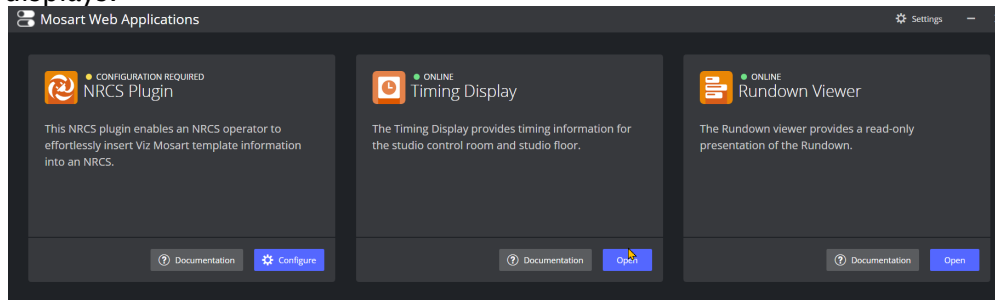 Mosart Web Applications
Settings
CONFIGURATION REQUIRED
NRCS Plugin
This NRCS plugin enables an NRCS operator to
effortlessly insert Viz Mosart template information
into an NRCS.
Documentation
Configure
ONLINE
Timing Display
The Timing Display provides timing information for
the studio control room and studio floor.
Documentation
Open
ONLINE
Rundown Viewer
The Rundown viewer provides a read-only
presentation of the Rundown.
Documentation
Open